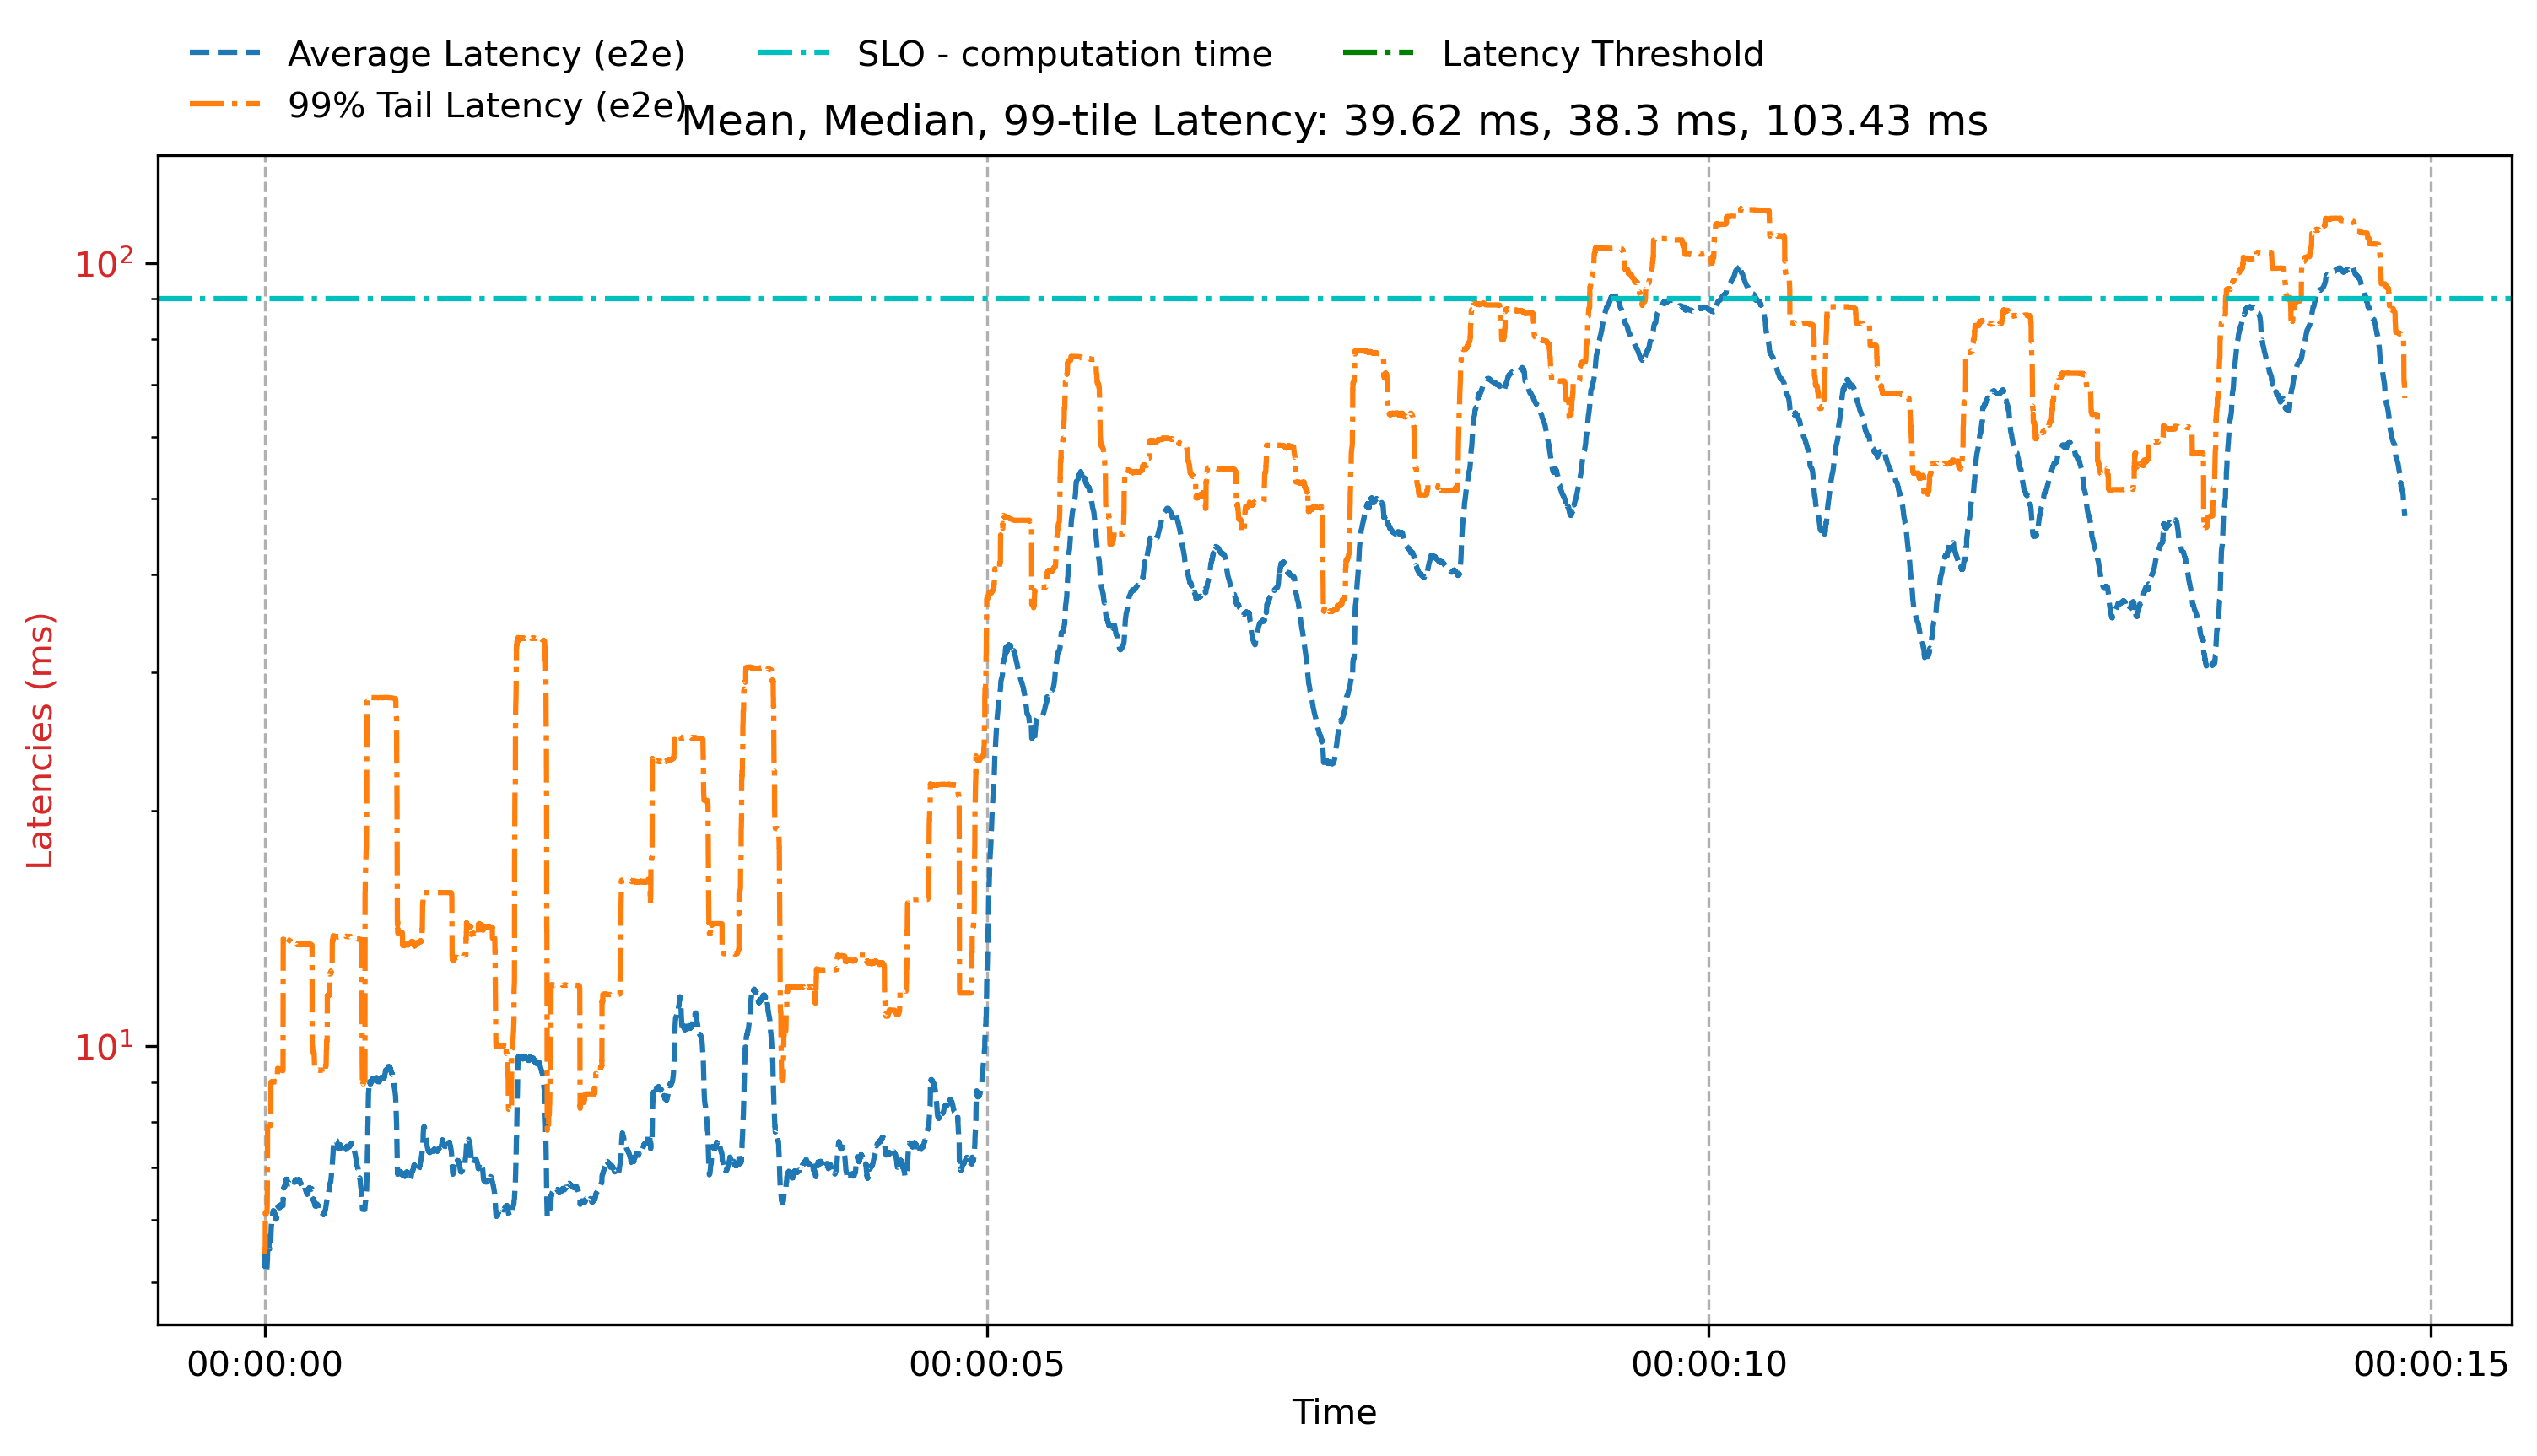 Average Latency (e2e)
SLO - computation time
Latency Threshold
99% Tail Latency (e2e)
Mean, Median, 99-tile Latency: 39.62 ms, 38.3 ms, 103.43 ms
10²
10¹
Latencies (ms)
00:00:00
00:00:05
00:00:10
00:00:15
Time